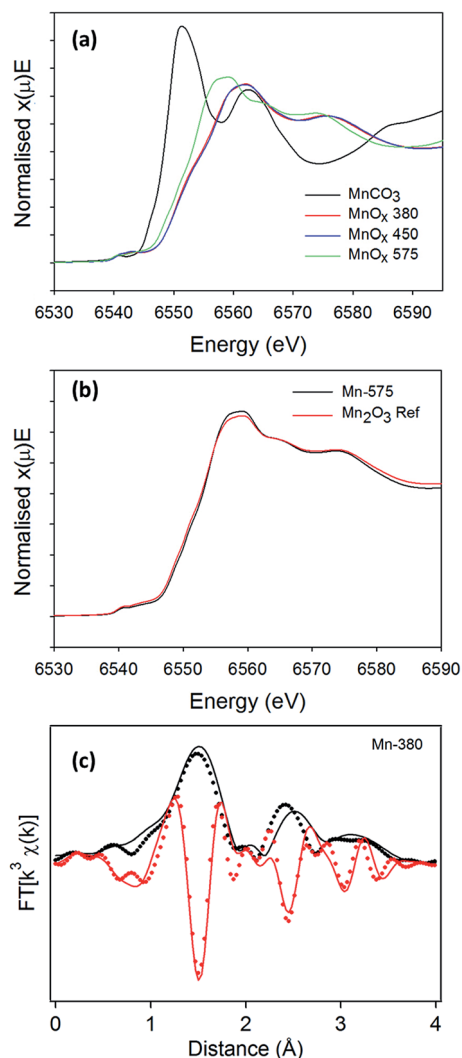 (a)
Normalised x(μ)E
MnCO₃
MnOₓ 380
MnOₓ 450
MnOₓ 575
6530 6540 6550 6560 6570 6580 6590
Energy (eV)
(b)
Normalised x(μ)E
Mn-575
Mn₂O₃ Ref
6530 6540 6550 6560 6570 6580 6590
Energy (eV)
(c)
Mn-380
FT[k³ χ(k)]
0 1 2 3 4
Distance (Å)